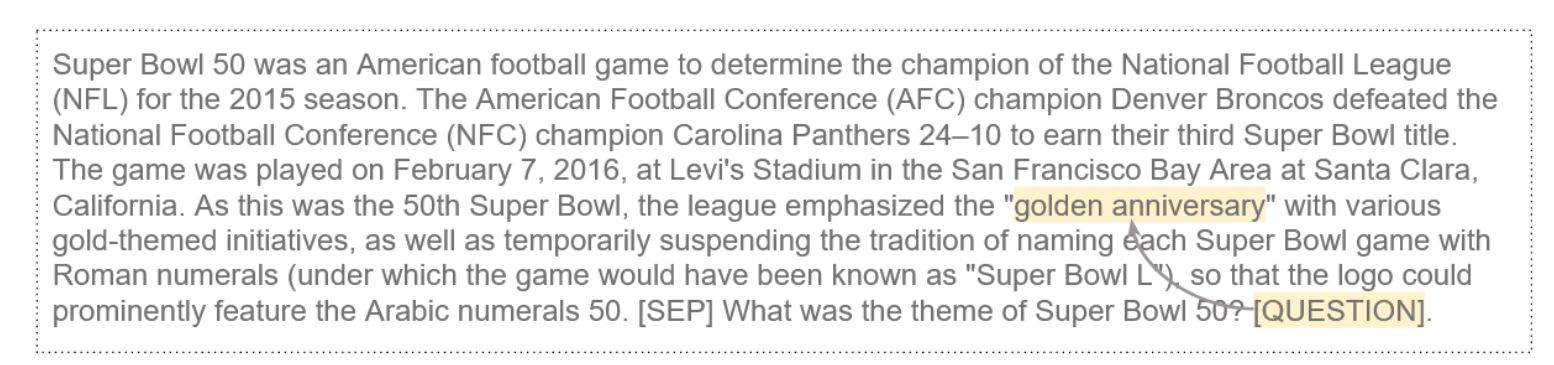 Super Bowl 50 was an American football game to determine the champion of the National Football League
(NFL) for the 2015 season. The American Football Conference (AFC) champion Denver Broncos defeated the
National Football Conference (NFC) champion Carolina Panthers 24–10 to earn their third Super Bowl title.
The game was played on February 7, 2016, at Levi's Stadium in the San Francisco Bay Area at Santa Clara,
California. As this was the 50th Super Bowl, the league emphasized the "golden anniversary" with various
gold-themed initiatives, as well as temporarily suspending the tradition of naming each Super Bowl game with
Roman numerals (under which the game would have been known as "Super Bowl L"), so that the logo could
prominently feature the Arabic numerals 50. [SEP] What was the theme of Super Bowl 50? [QUESTION].